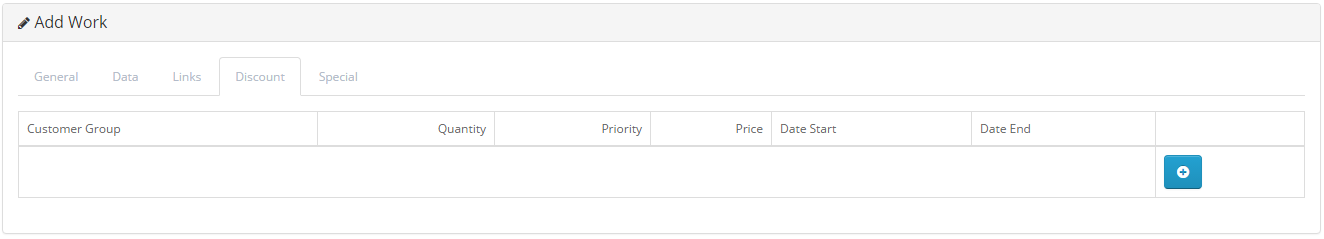 Add Work
General Data Links Discount Special
Customer Group Quantity Priority Price Date Start Date End